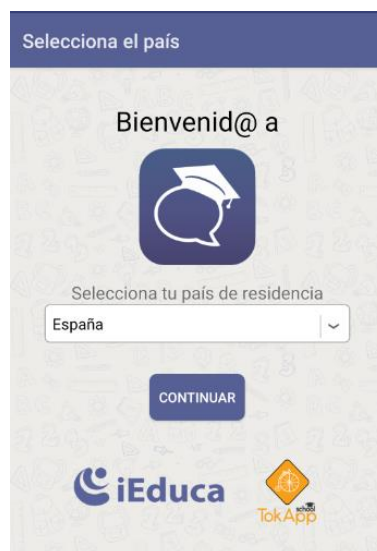 Selecciona el país
Bienvenid@ a
Selecciona tu país de residencia
España
CONTINUAR
iEduca
school
TokApp